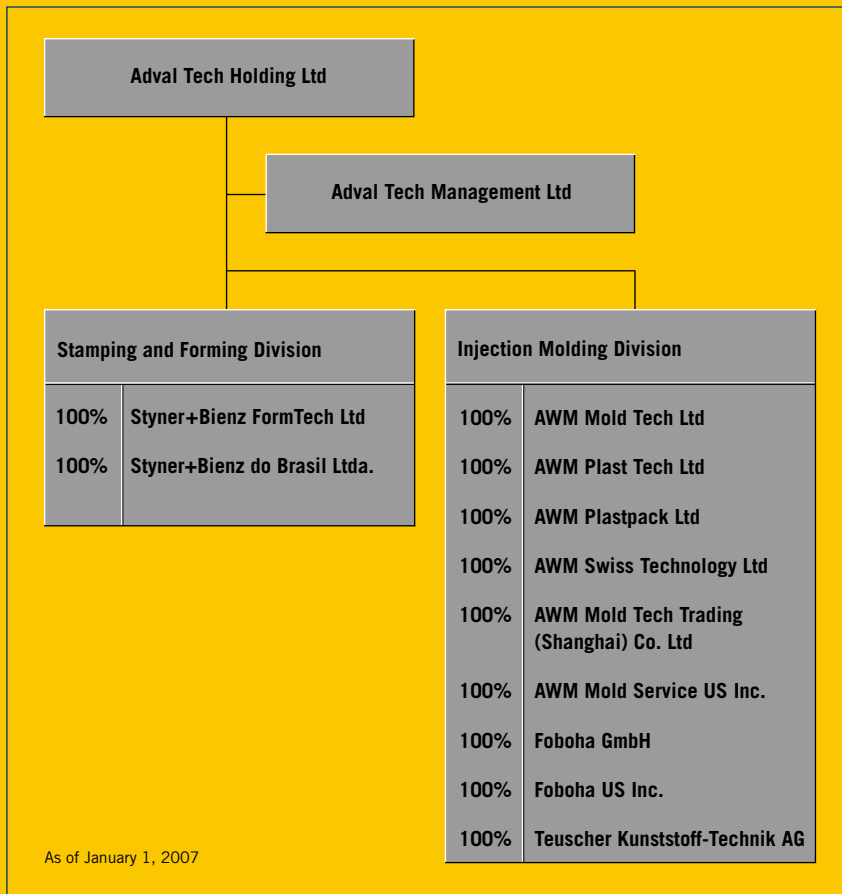 Adval Tech Holding Ltd
Adval Tech Management Ltd
Stamping and Forming Division
100% Styner+Bienz FormTech Ltd
100% Styner+Bienz do Brasil Ltda.
Injection Molding Division
100% AWM Mold Tech Ltd
100% AWM Plast Tech Ltd
100% AWM Plastpack Ltd
100% AWM Swiss Technology Ltd
100% AWM Mold Tech Trading
(Shanghai) Co. Ltd
100% AWM Mold Service US Inc.
100% Foboha GmbH
100% Foboha US Inc.
100% Teuscher Kunststoff-Technik AG
As of January 1, 2007